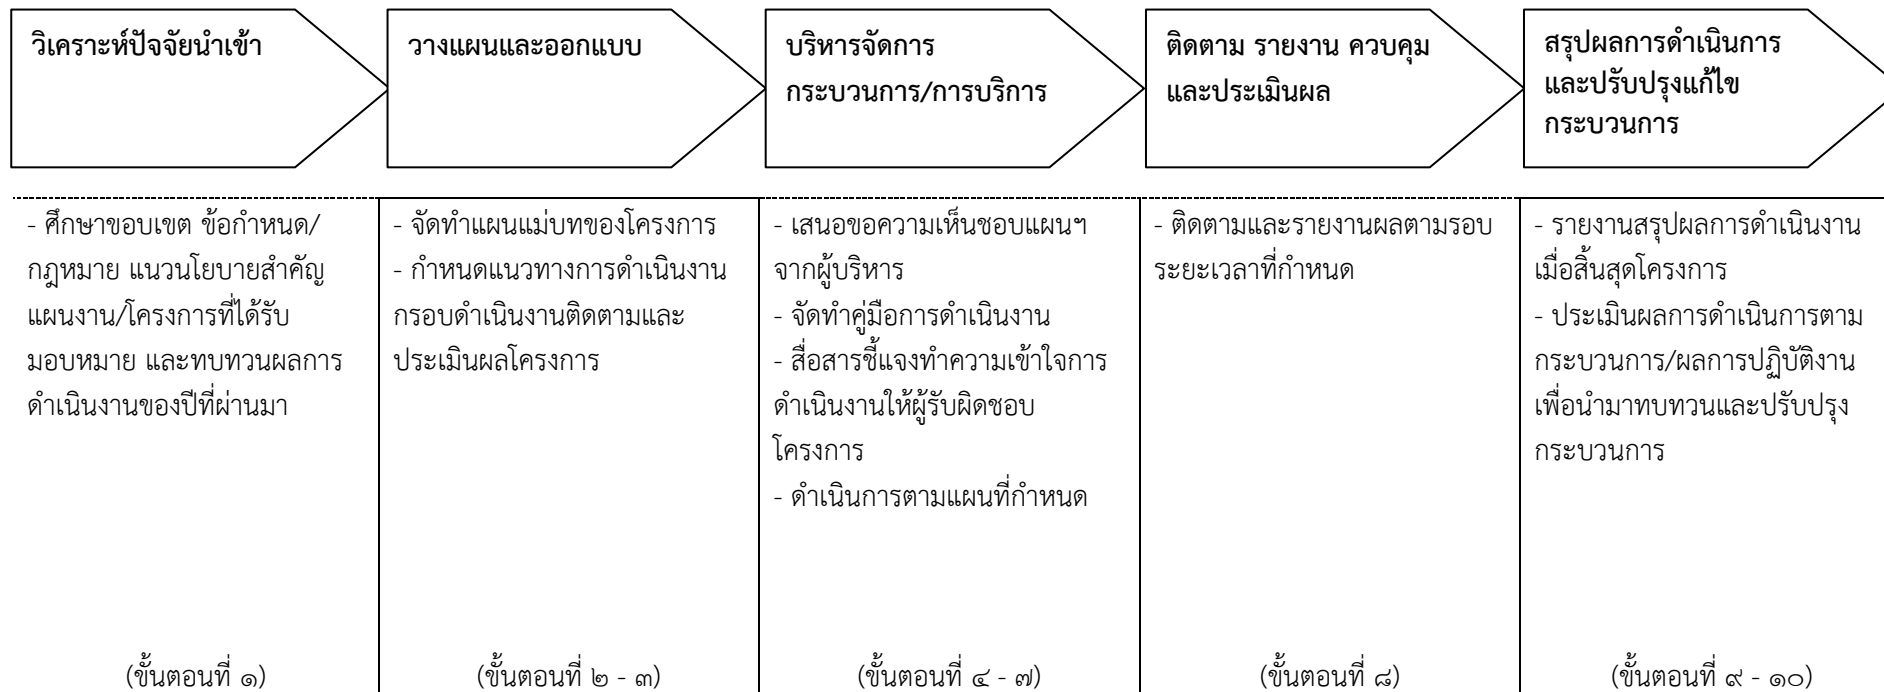 วิเคราะห์ปัจจัยนำเข้า
วางแผนและออกแบบ
บริหารจัดการ
กระบวนการ/การบริการ
ติดตาม รายงาน ควบคุม
และประเมินผล
สรุปผลการดำเนินการ
และปรับปรุงแก้ไข
กระบวนการ
- ศึกษาขอบเขต ข้อกำหนด/
กฎหมาย แนวนโยบายสำคัญ
แผนงาน/โครงการที่ได้รับ
มอบหมาย และทบทวนผลการ
ดำเนินงานของปีที่ผ่านมา
(ขั้นตอนที่ ๑)
- จัดทำแผนแม่บทของโครงการ
- กำหนดแนวทางการดำเนินงาน
กรอบดำเนินงานติดตามและ
ประเมินผลโครงการ
(ขั้นตอนที่ ๒ - ๓)
- เสนอขอความเห็นชอบแผนฯ
จากผู้บริหาร
- จัดทำคู่มือการดำเนินงาน
- สื่อสารชี้แจงทำความเข้าใจการ
ดำเนินงานให้ผู้รับผิดชอบ
โครงการ
- ดำเนินการตามแผนที่กำหนด
(ขั้นตอนที่ ๔ - ๗)
- ติดตามและรายงานผลตามรอบ
ระยะเวลาที่กำหนด
(ขั้นตอนที่ ๘)
- รายงานสรุปผลการดำเนินงาน
เมื่อสิ้นสุดโครงการ
- ประเมินผลการดำเนินการตาม
กระบวนการ/ผลการปฏิบัติงาน
เพื่อนำมาทบทวนและปรับปรุง
กระบวนการ
(ขั้นตอนที่ ๙ - ๑๐)